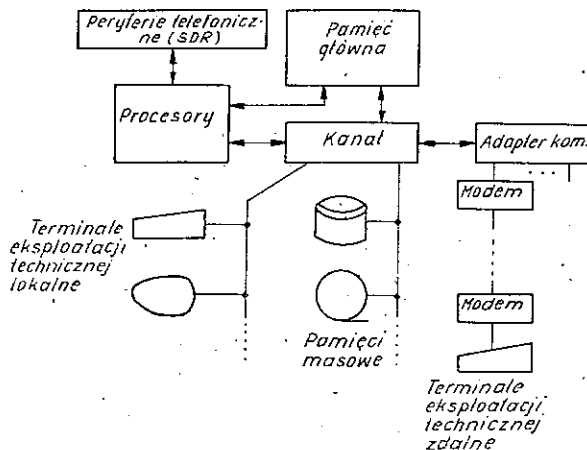 Peryferie telefonicz-
ne (SDR)
Pamięć
główna
Procesory
Kanał
Adapter kom.
Modem
Terminale
eksploatacji
technicznej
lokalne
Modem
Pamięci
masowe
Terminale
eksploatacji
technicznej
zdalne